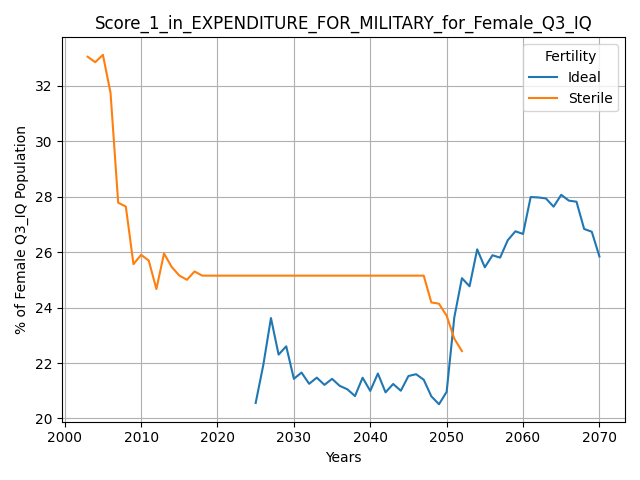 Score_1_in_EXPENDITURE_FOR_MILITARY_for_Female_Q3_IQ
Fertility
Ideal
Sterile
% of Female Q3_IQ Population
32
30
28
26
24
22
20
2000 2010 2020 2030 2040 2050 2060 2070
Years